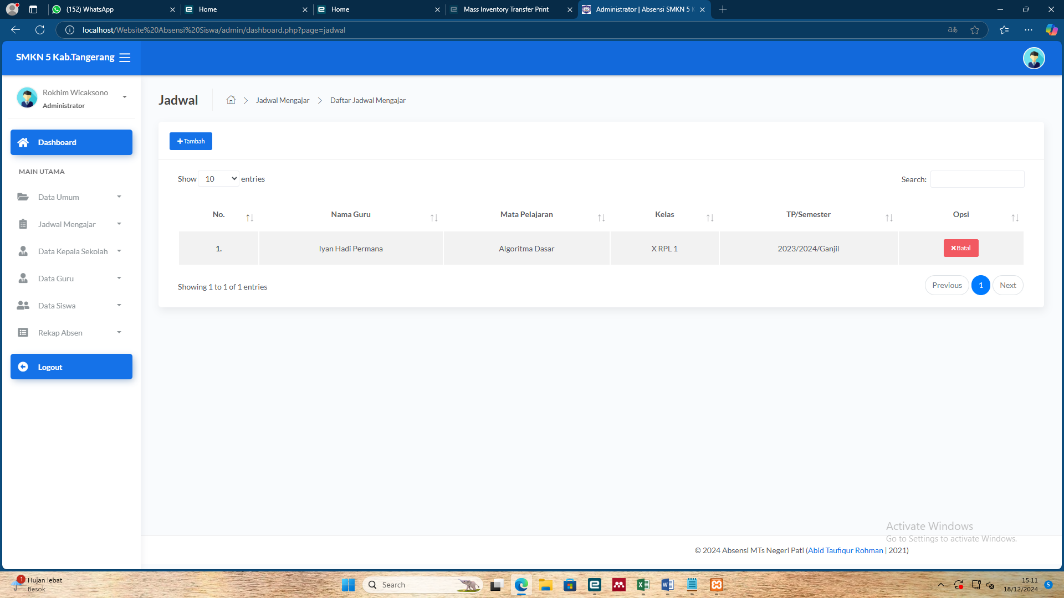 (152) WhatsApp
Home
Home
Mass Inventory Transfer Print
Administrator | Absensi SMKN 5 K
localhost/Website%20Absensi%20Siswa/admin/dashboard.php?page=jadwal
SMKN 5 Kab.Tangerang
Rokhim Wicaksono
Administrator
Dashboard
MAIN UTAMA
Data Umum
Jadwal Mengajar
Data Kepala Sekolah
Data Guru
Data Siswa
Rekap Absen
Logout
Jadwal
Jadwal Mengajar
Daftar Jadwal Mengajar
+ Tambah
Show 10 entries
Search:
No. Nama Guru Mata Pelajaran Kelas TP/Semester Opsi
1. Iyan Hadi Permana Algoritma Dasar X RPL 1 2023/2024/Ganjil Batal
Showing 1 to 1 of 1 entries
Previous 1 Next
Activate Windows
Go to Settings to activate Windows.
© 2024 Absensi MTs Negeri Pati (Abid Taufiqur Rohman | 2021)
1
Hujan lebat
Besok
Search
15:11
16/12/2024